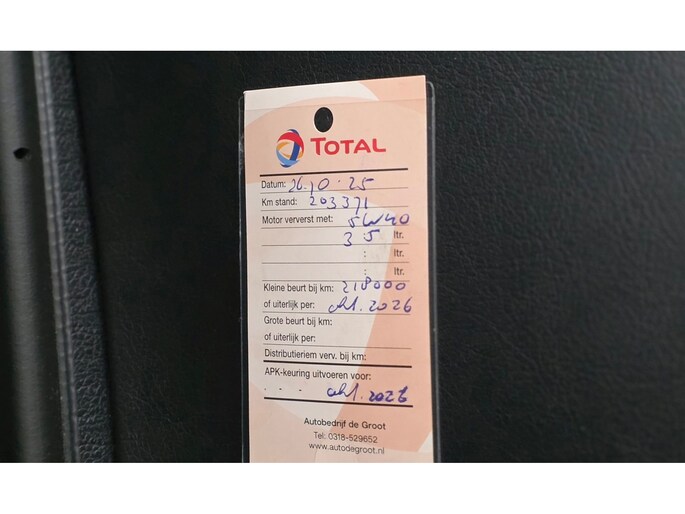 TOTAL
Datum: 26.10.25
Km stand: 203371
Motor ververst met: 5W40
3:5 ltr.
: ltr.
: ltr.
Kleine beurt bij km: 218000
of uiterlijk per: okt. 2026
Grote beurt bij km:
of uiterlijk per:
Distributieriem verv. bij km:
APK-keuring uitvoeren voor:
- - - okt. 2026
Autobedrijf de Groot
Tel: 0318-529652
www.autodegroot.nl